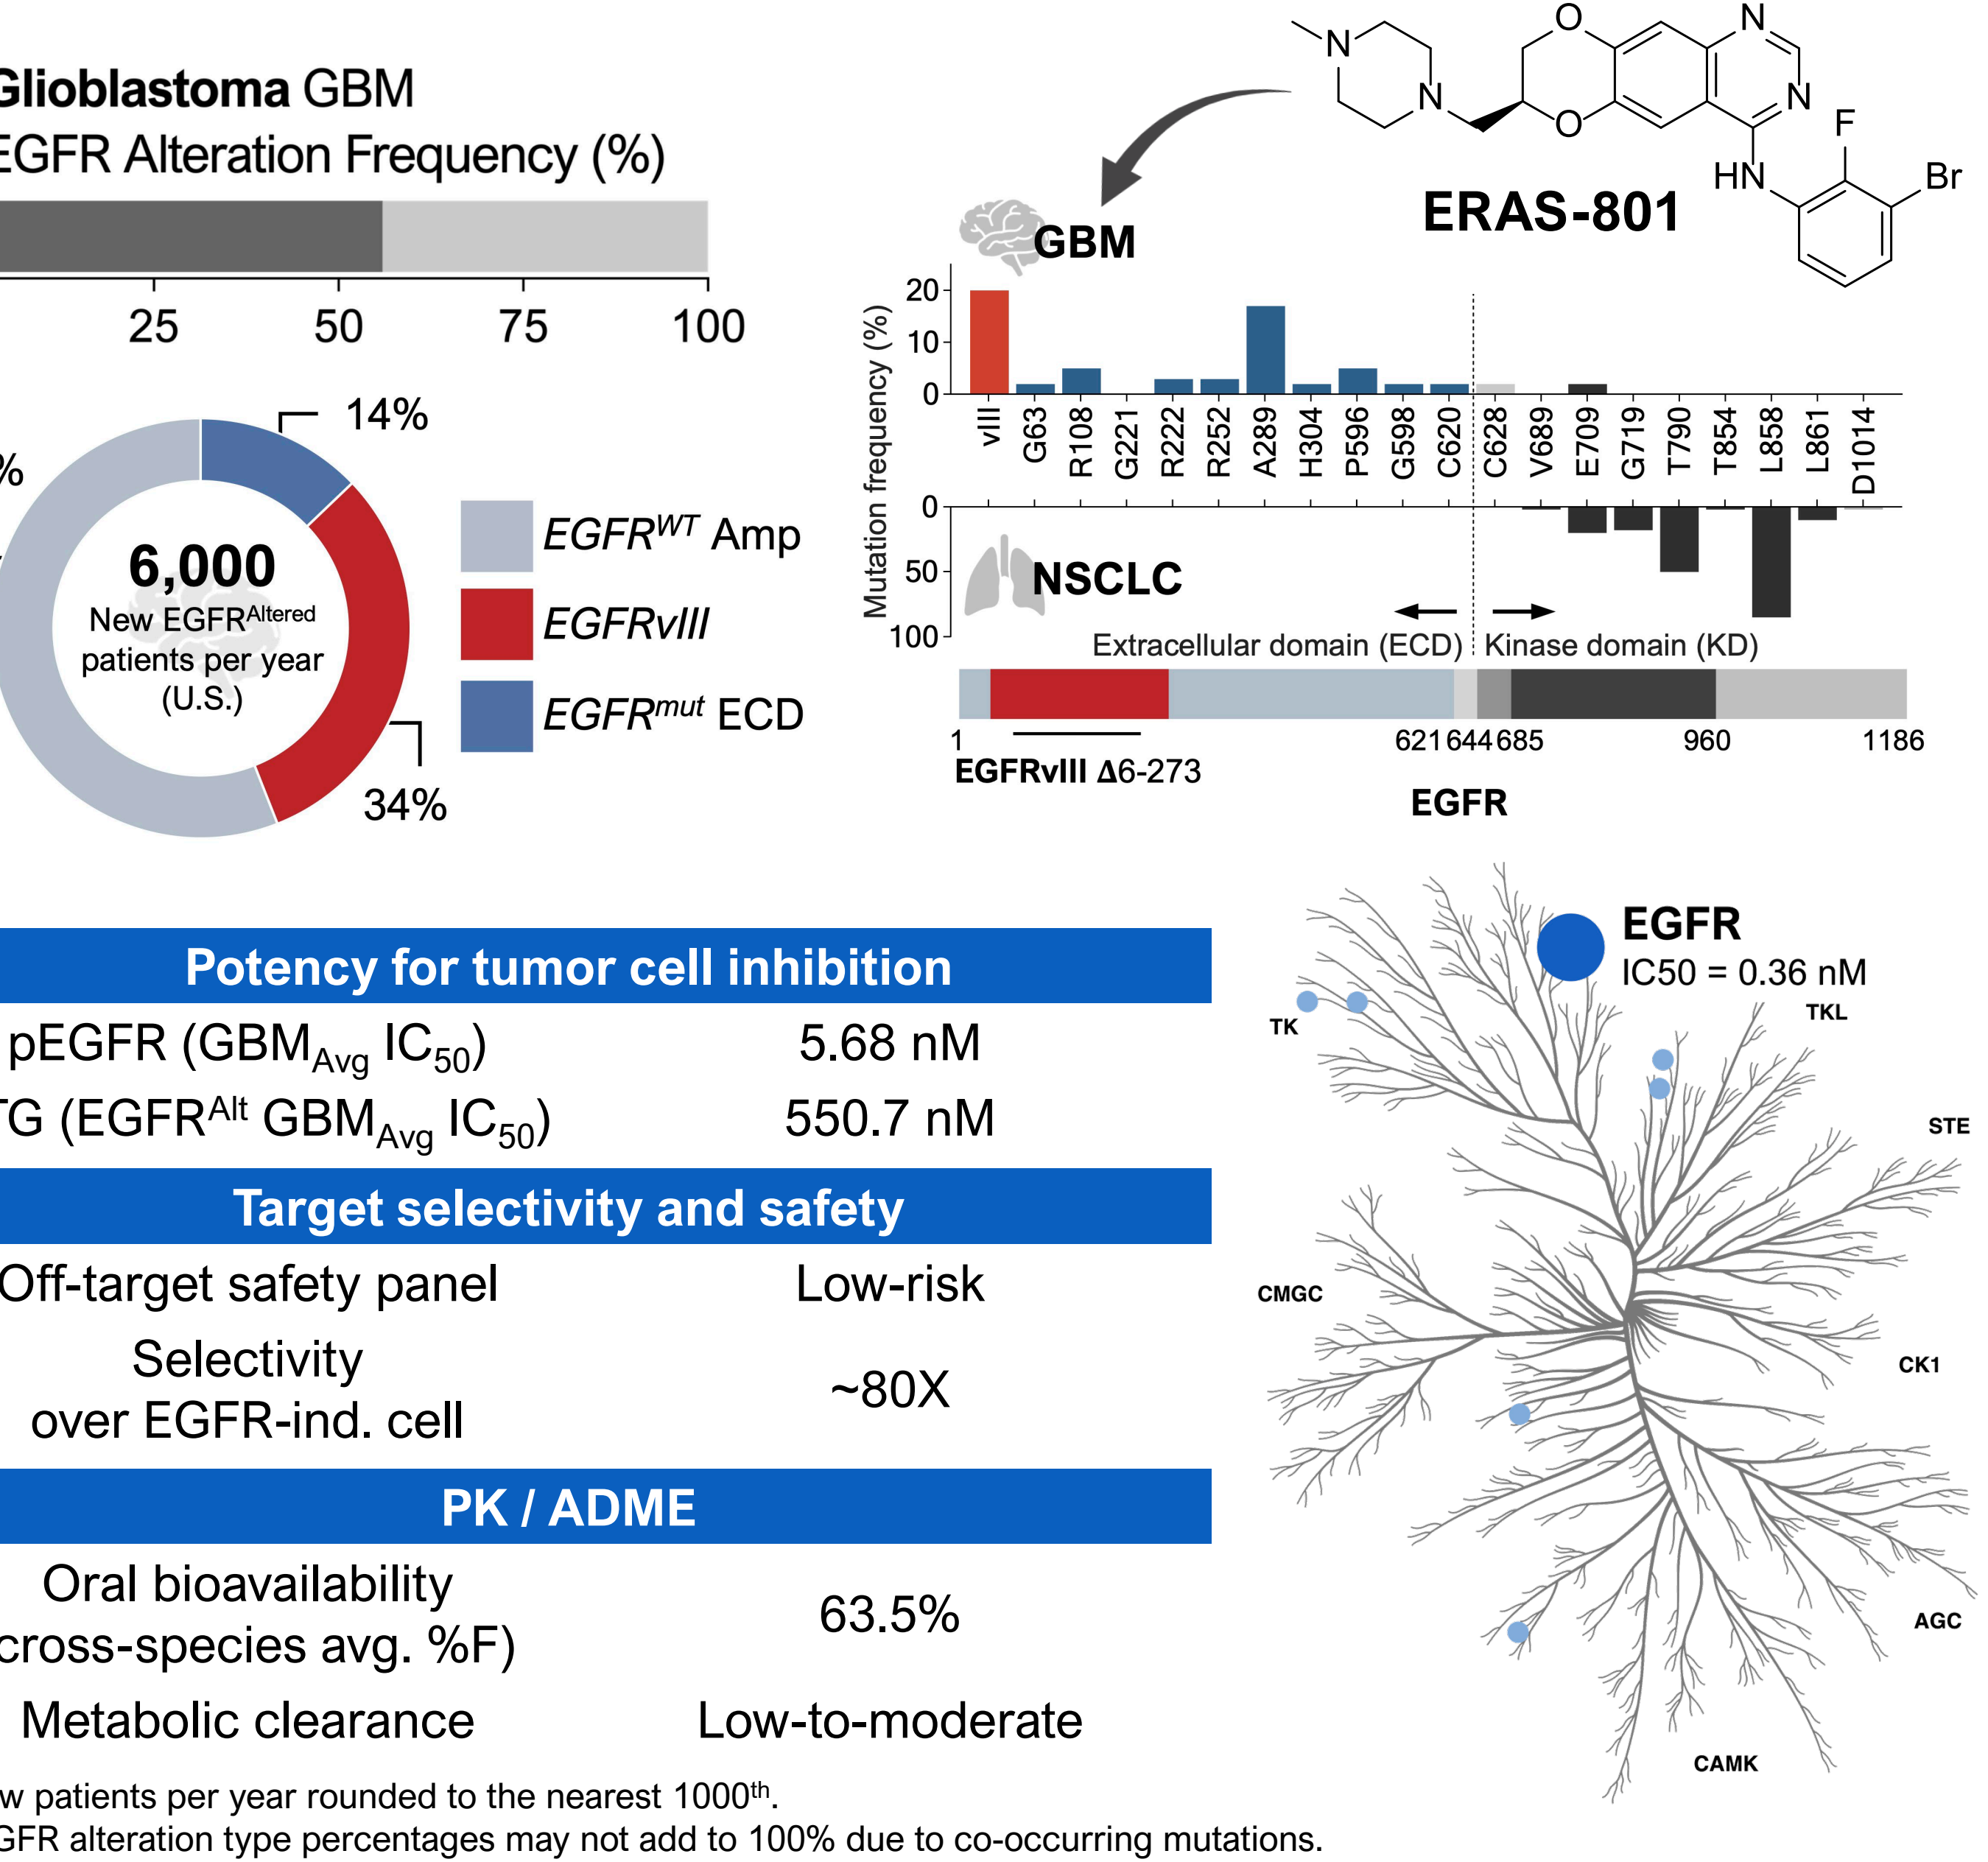 Glioblastoma GBM
EGFR Alteration Frequency (%)
25 50 75 100
14%
%
6,000
New EGFRAltered
patients per year
(U.S.)
34%
EGFRWT Amp
EGFRvIII
EGFRmut ECD
N
N
O
O
N
N
HN
F
Br
ERAS-801
GBM
Mutation frequency (%)
20
10
0
vIII G63 R108 G221 R222 R252 A289 H304 P596 G598 C620 C628 V689 E709 G719 T790 T854 L858 L861 D1014
0
50
100
NSCLC
Extracellular domain (ECD) Kinase domain (KD)
1 621 644 685 960 1186
EGFRvIII Δ6-273
EGFR
Potency for tumor cell inhibition
pEGFR (GBMAvg IC50) 5.68 nM
TG (EGFRAlt GBMAvg IC50) 550.7 nM
Target selectivity and safety
Off-target safety panel Low-risk
Selectivity
over EGFR-ind. cell ~80X
PK / ADME
Oral bioavailability
cross-species avg. %F) 63.5%
Metabolic clearance Low-to-moderate
EGFR
IC50 = 0.36 nM
TK
TKL
STE
CMGC
CK1
AGC
CAMK
w patients per year rounded to the nearest 1000th.
GFR alteration type percentages may not add to 100% due to co-occurring mutations.